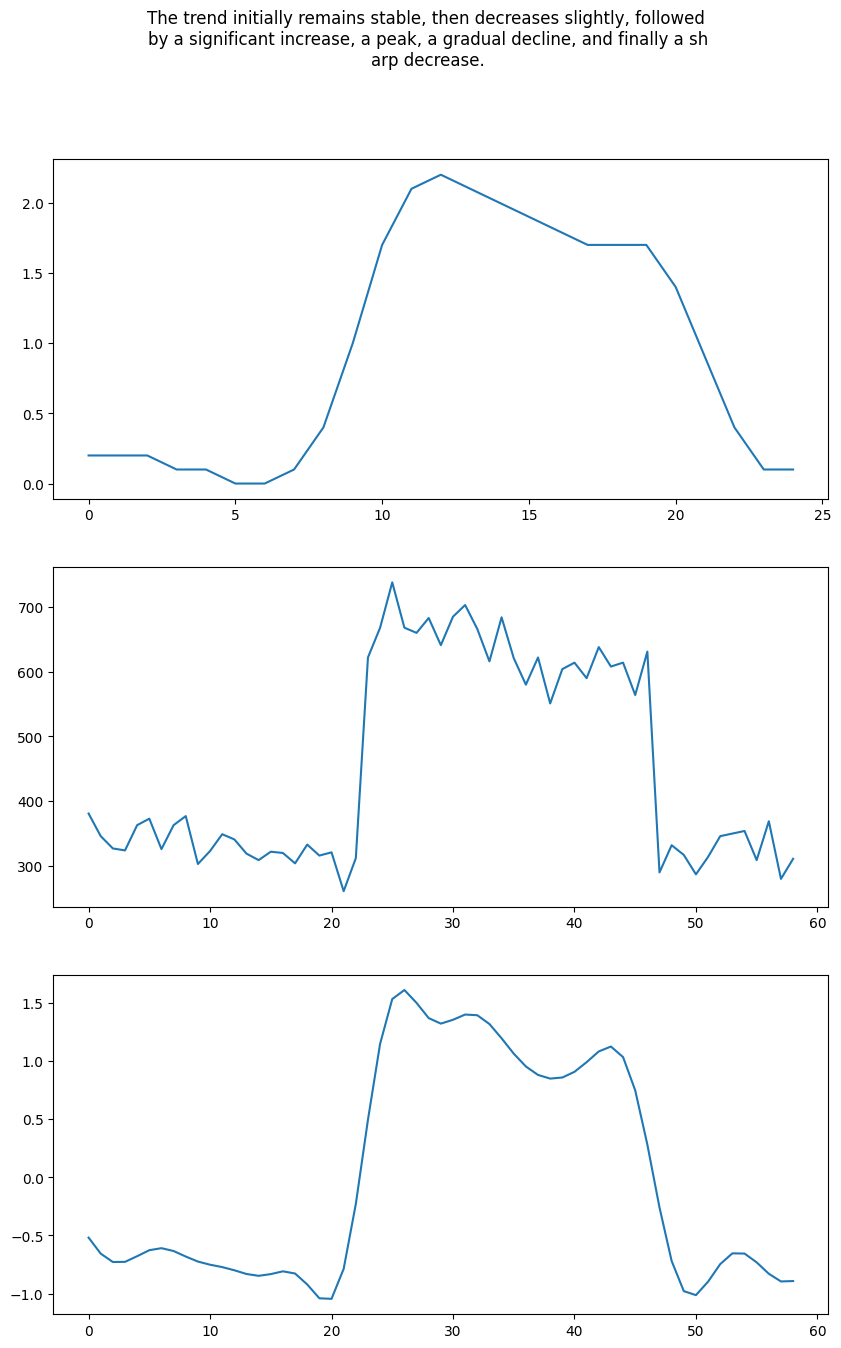 The trend initially remains stable, then decreases slightly, followed
by a significant increase, a peak, a gradual decline, and finally a sh
arp decrease.
2.0
1.5
1.0
0.5
0.0
0 5 10 15 20 25
700
600
500
400
300
0 10 20 30 40 50 60
1.5
1.0
0.5
0.0
−0.5
−1.0
0 10 20 30 40 50 60